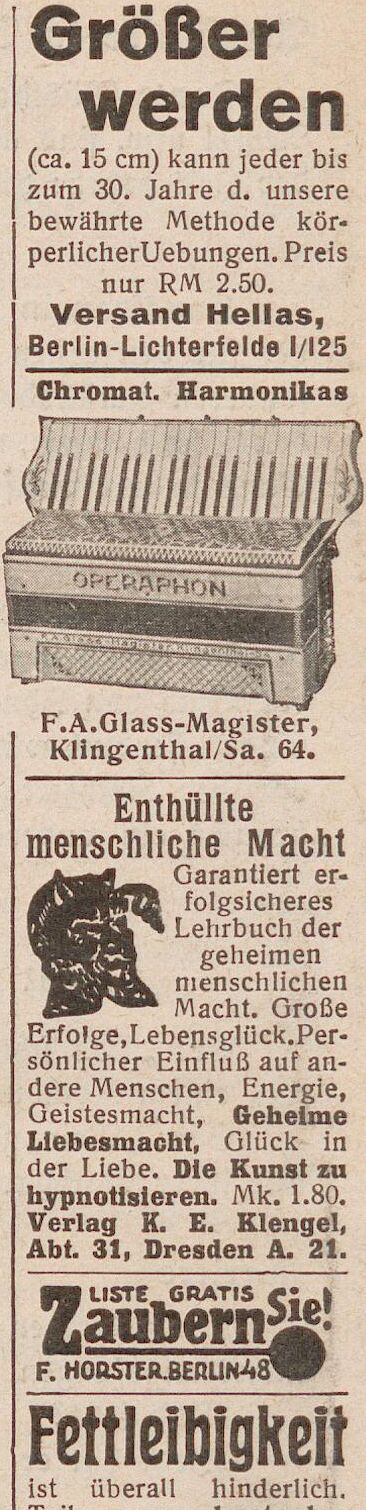 Größer
werden
(ca. 15 cm) kann jeder bis
zum 30. Jahre d. unsere
bewährte Methode kör-
perlicherUebungen. Preis
nur RM 2.50.
Versand Hellas,
Berlin-Lichterfelde I/125
Chromat. Harmonikas
OPERAPHON
F.A.Glass-Magister,
Klingenthal/Sa. 64.
Enthüllte
menschliche Macht
Garantiert er-
folgsicheres
Lehrbuch der
geheimen
menschlichen
Macht. Große
Erfolge,Lebensglück.Per-
sönlicher Einfluß auf an-
dere Menschen, Energie,
Geistesmacht, Geheime
Liebesmacht, Glück in
der Liebe. Die Kunst zu
hypnotisieren. Mk. 1.80.
Verlag K. E. Klengel,
Abt. 31, Dresden A. 21.
LISTE GRATIS
Zaubern Sie!
F. HORSTER.BERLIN48
Fettleibigkeit
ist überall hinderlich.